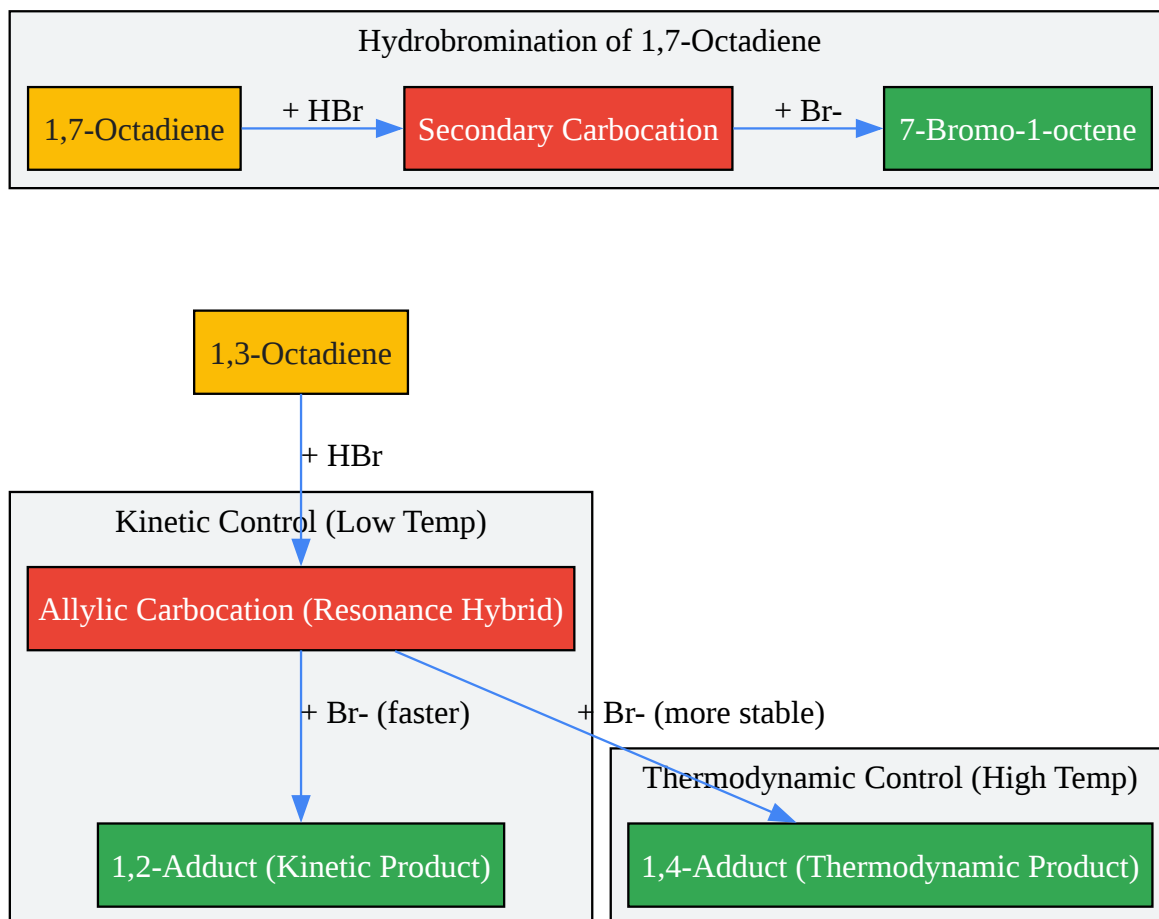 Hydrobromination of 1,7-Octadiene
1,7-Octadiene
+ HBr
Secondary Carbocation
+ Br-
7-Bromo-1-octene
1,3-Octadiene
+ HBr
Kinetic Control (Low Temp)
Allylic Carbocation (Resonance Hybrid)
+ Br- (faster)
+ Br- (more stable)
Thermodynamic Control (High Temp)
1,2-Adduct (Kinetic Product)
1,4-Adduct (Thermodynamic Product)